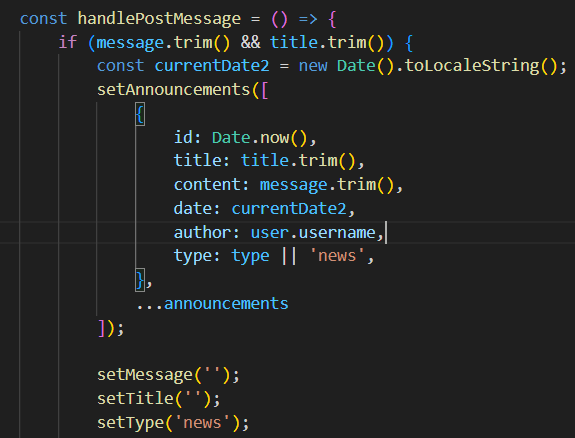 const handlePostMessage = () => {
if (message.trim() && title.trim()) {
const currentDate2 = new Date().toLocaleString();
setAnnouncements([
{
id: Date.now(),
title: title.trim(),
content: message.trim(),
date: currentDate2,
author: user.username,
type: type || 'news',
},
...announcements
]);
setMessage('');
setTitle('');
setType('news');